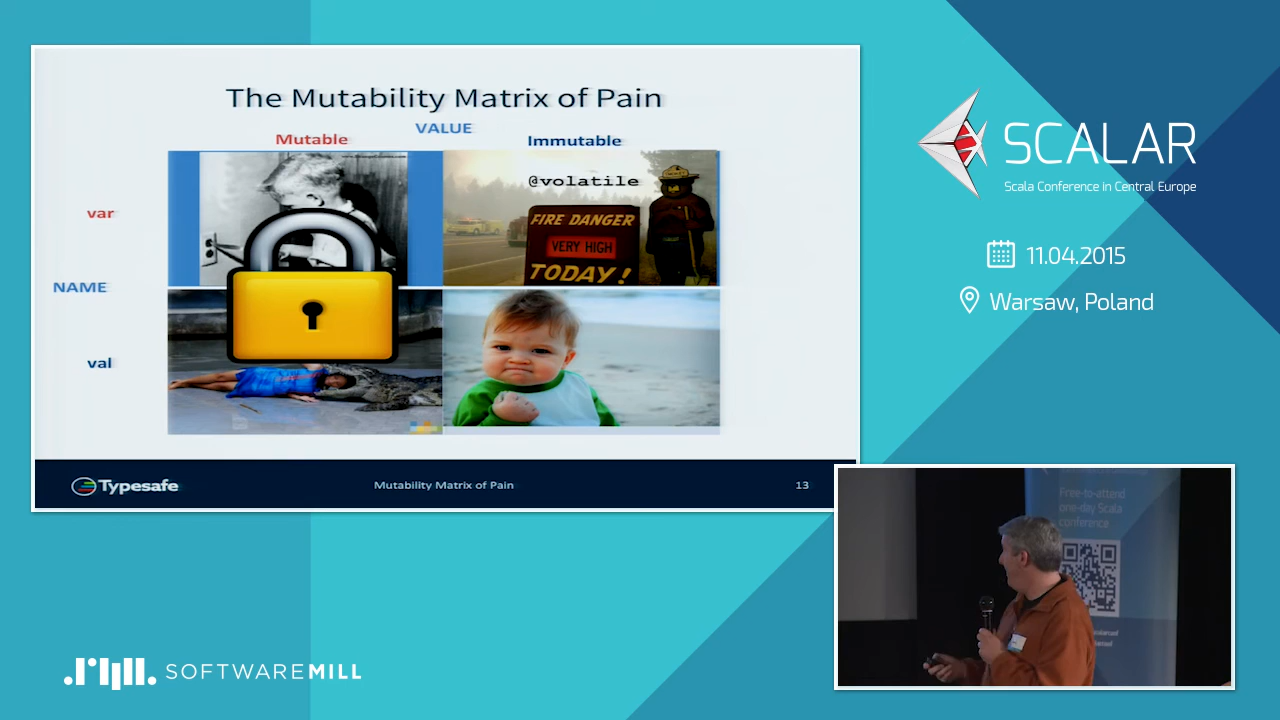 The Mutability Matrix of Pain
VALUE
Mutable
Immutable
@volatile
var
FIRE DANGER
VERY HIGH
TODAY!
NAME
val
Typesafe
Mutability Matrix of Pain
13
SCALAR
Scala Conference in Central Europe
11.04.2015
Warsaw, Poland
Free-to-attend
one-day Scala
conference
SOFTWAREMILL